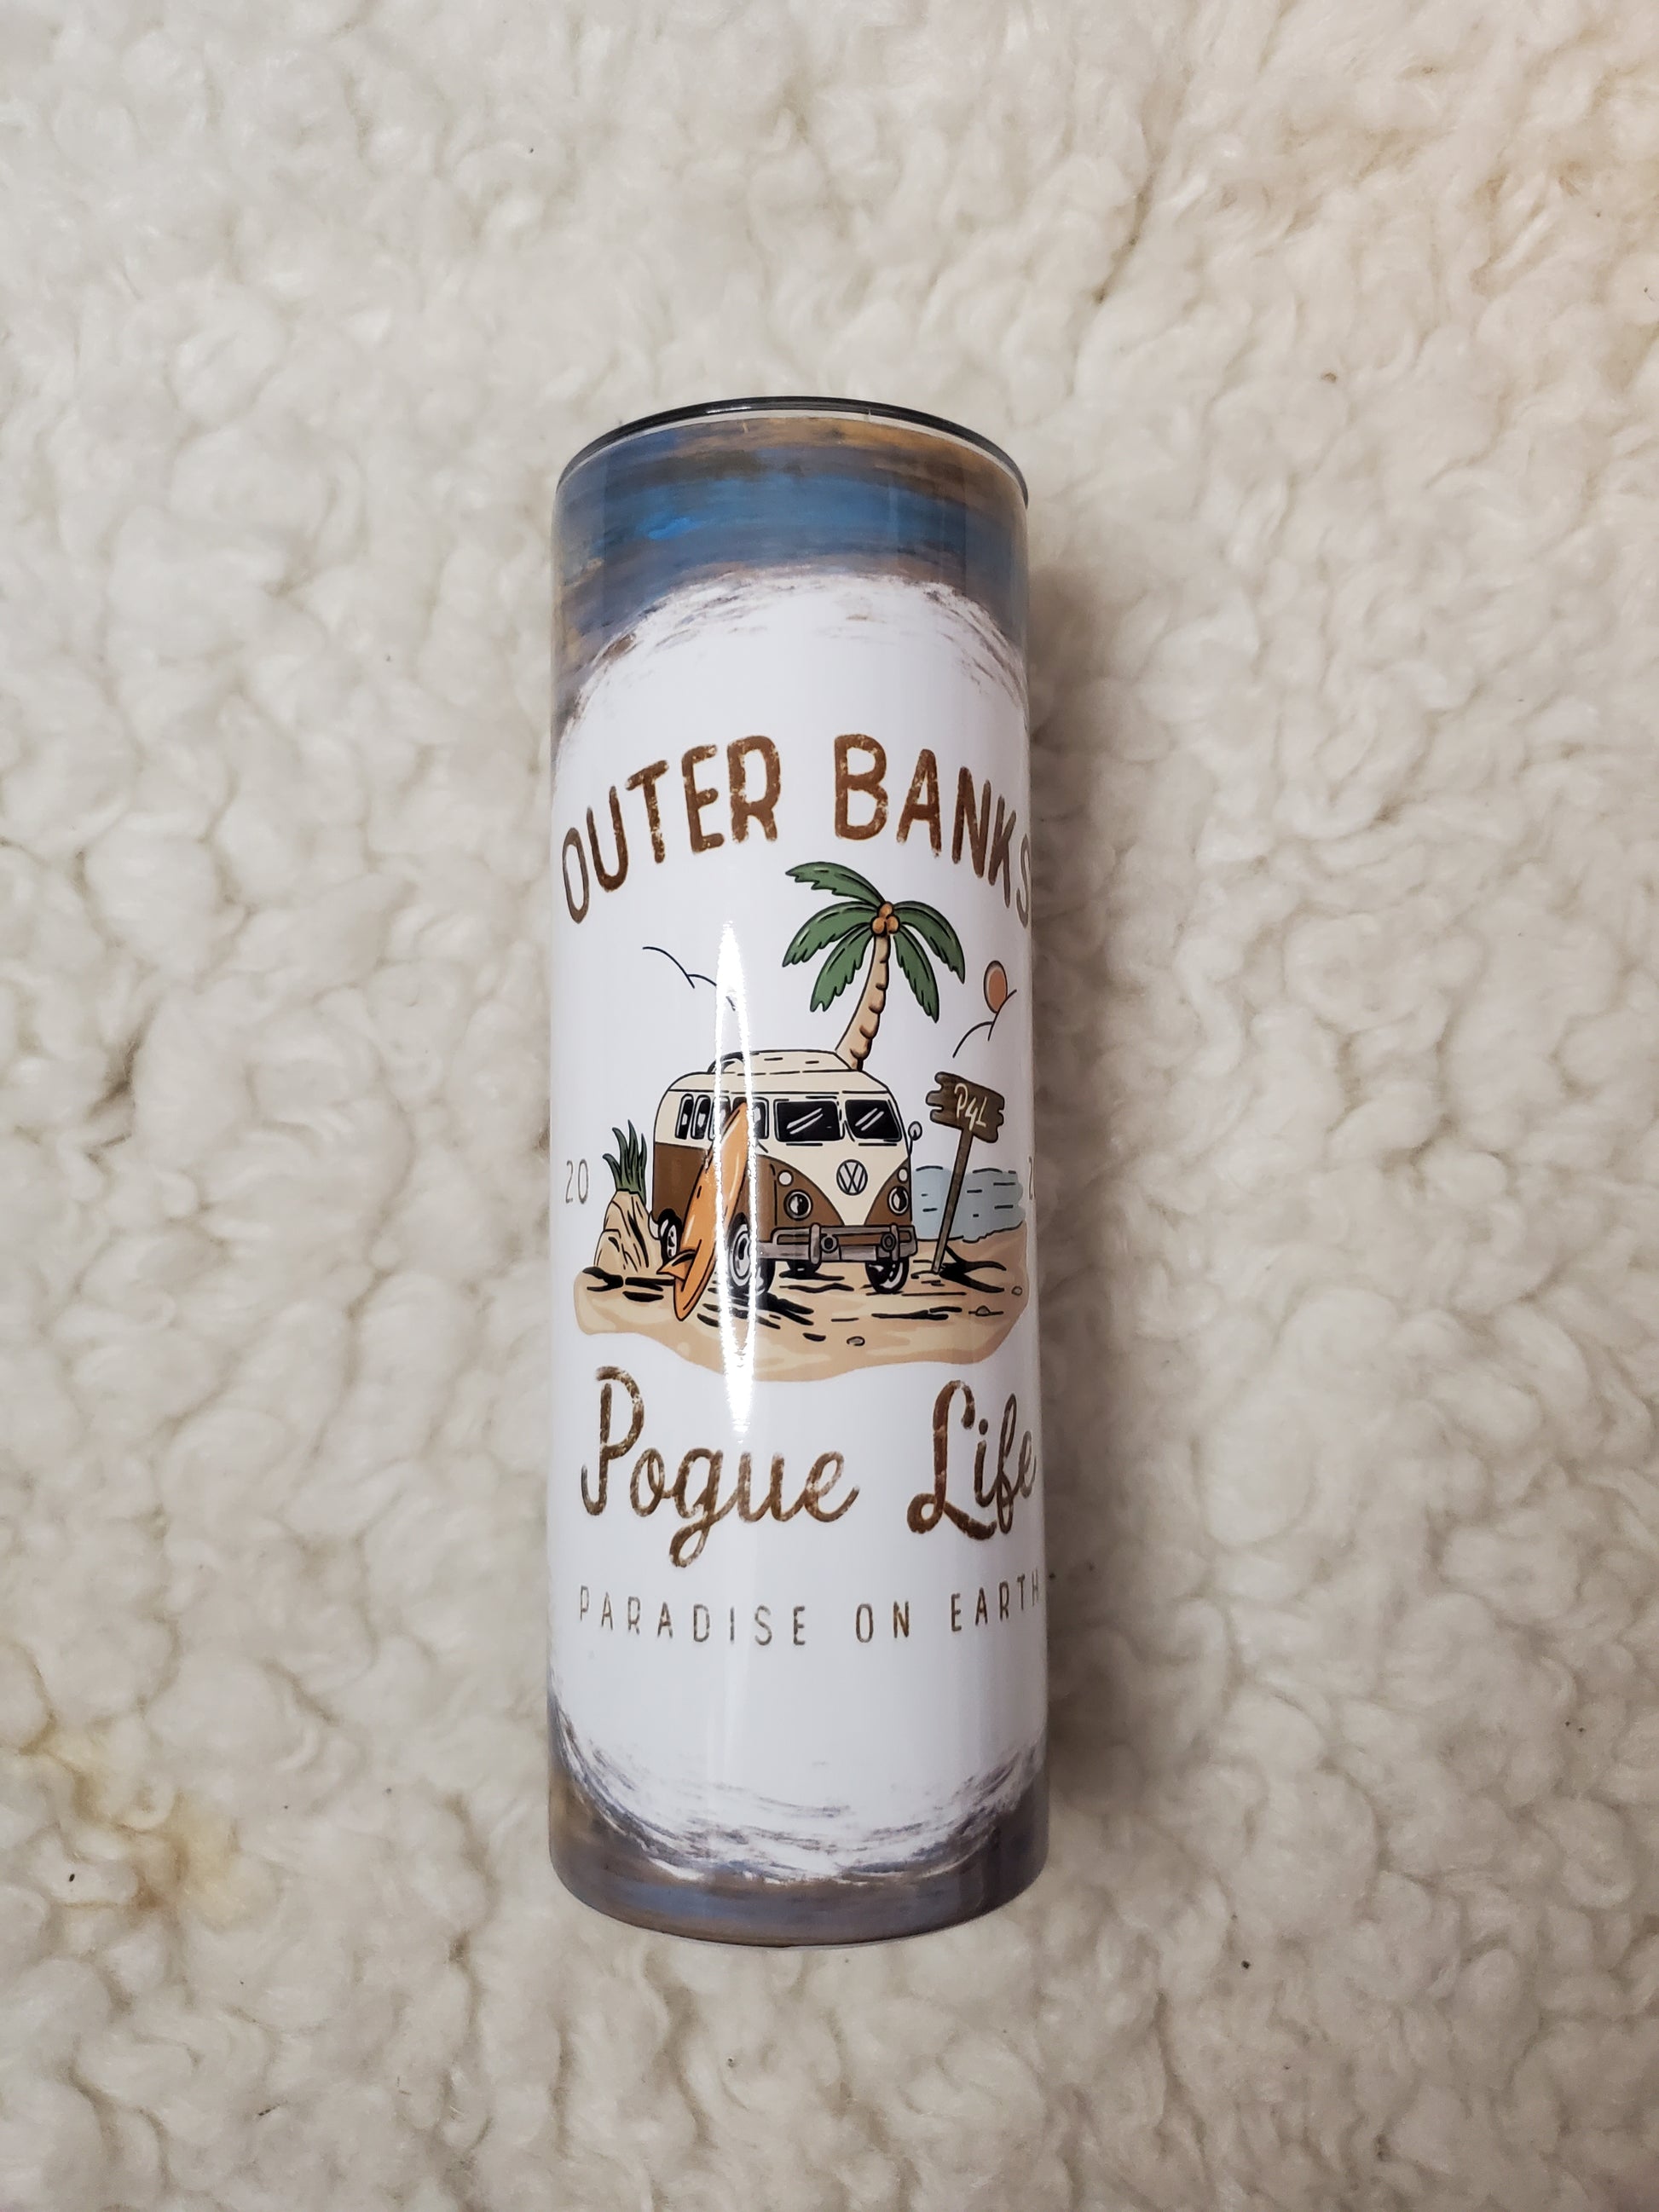 OUTER BANKS
P4L
20
Pogue Life
PARADISE ON EARTH